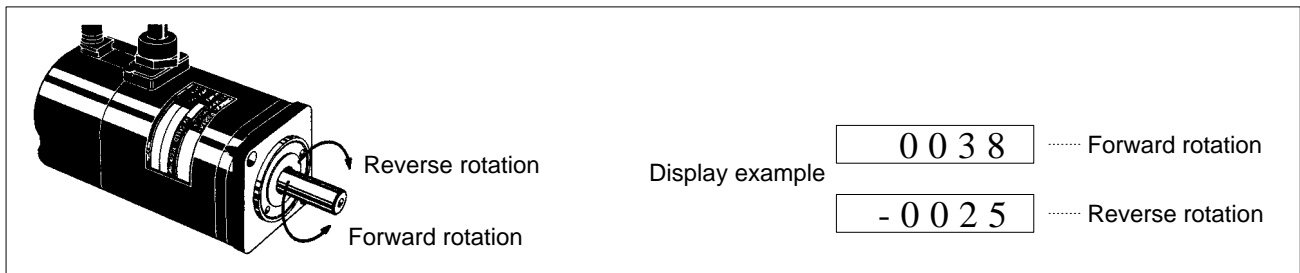 Reverse rotation
Forward rotation
Display example
0038 ········ Forward rotation
-0025 ······· Reverse rotation